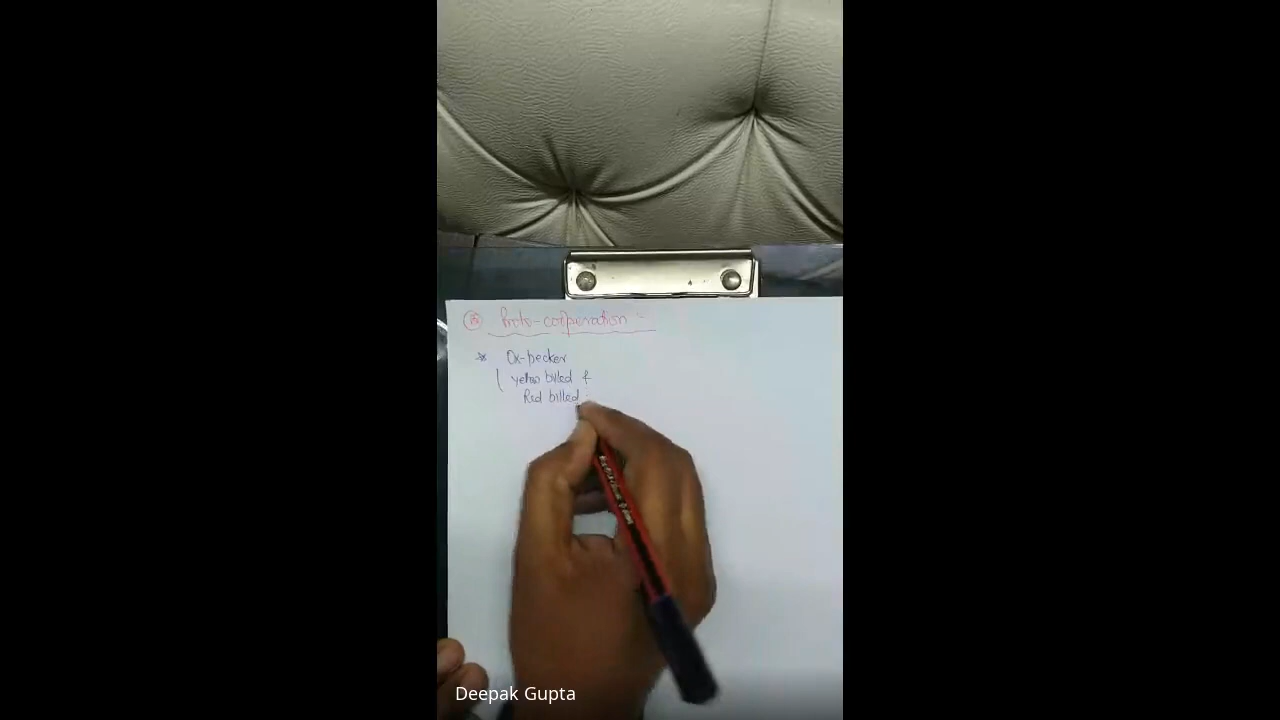 Proto-cooperation :-
* Ox-pecker
( yellow billed &
Red billed
Deepak Gupta